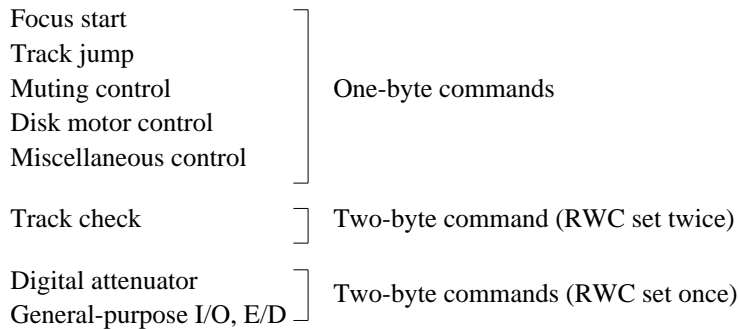 Focus start
Track jump
Muting control
One-byte commands
Disk motor control
Miscellaneous control
Track check
Two-byte command (RWC set twice)
Digital attenuator
Two-byte commands (RWC set once)
General-purpose I/O, E/D